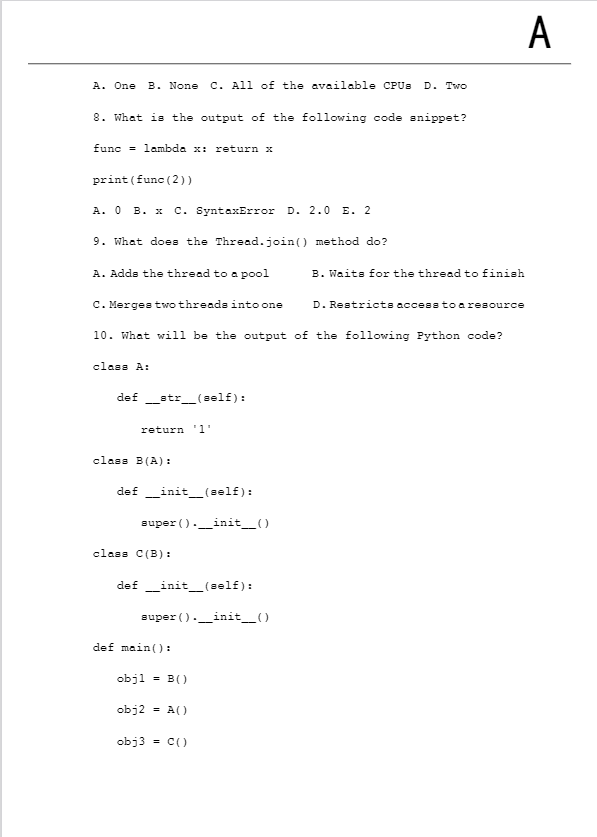 A
A. One B. None C. All of the available CPUs D. Two
8. What is the output of the following code snippet?
func = lambda x: return x
print(func(2))
A. 0 B. x C. SyntaxError D. 2.0 E. 2
9. What does the Thread.join() method do?
A. Adds the thread to a pool B. Waits for the thread to finish
C. Merges two threads into one D. Restricts access to a resource
10. What will be the output of the following Python code?
class A:
def __str__(self):
return '1'
class B(A):
def __init__(self):
super().__init__()
class C(B):
def __init__(self):
super().__init__()
def main():
obj1 = B()
obj2 = A()
obj3 = C()